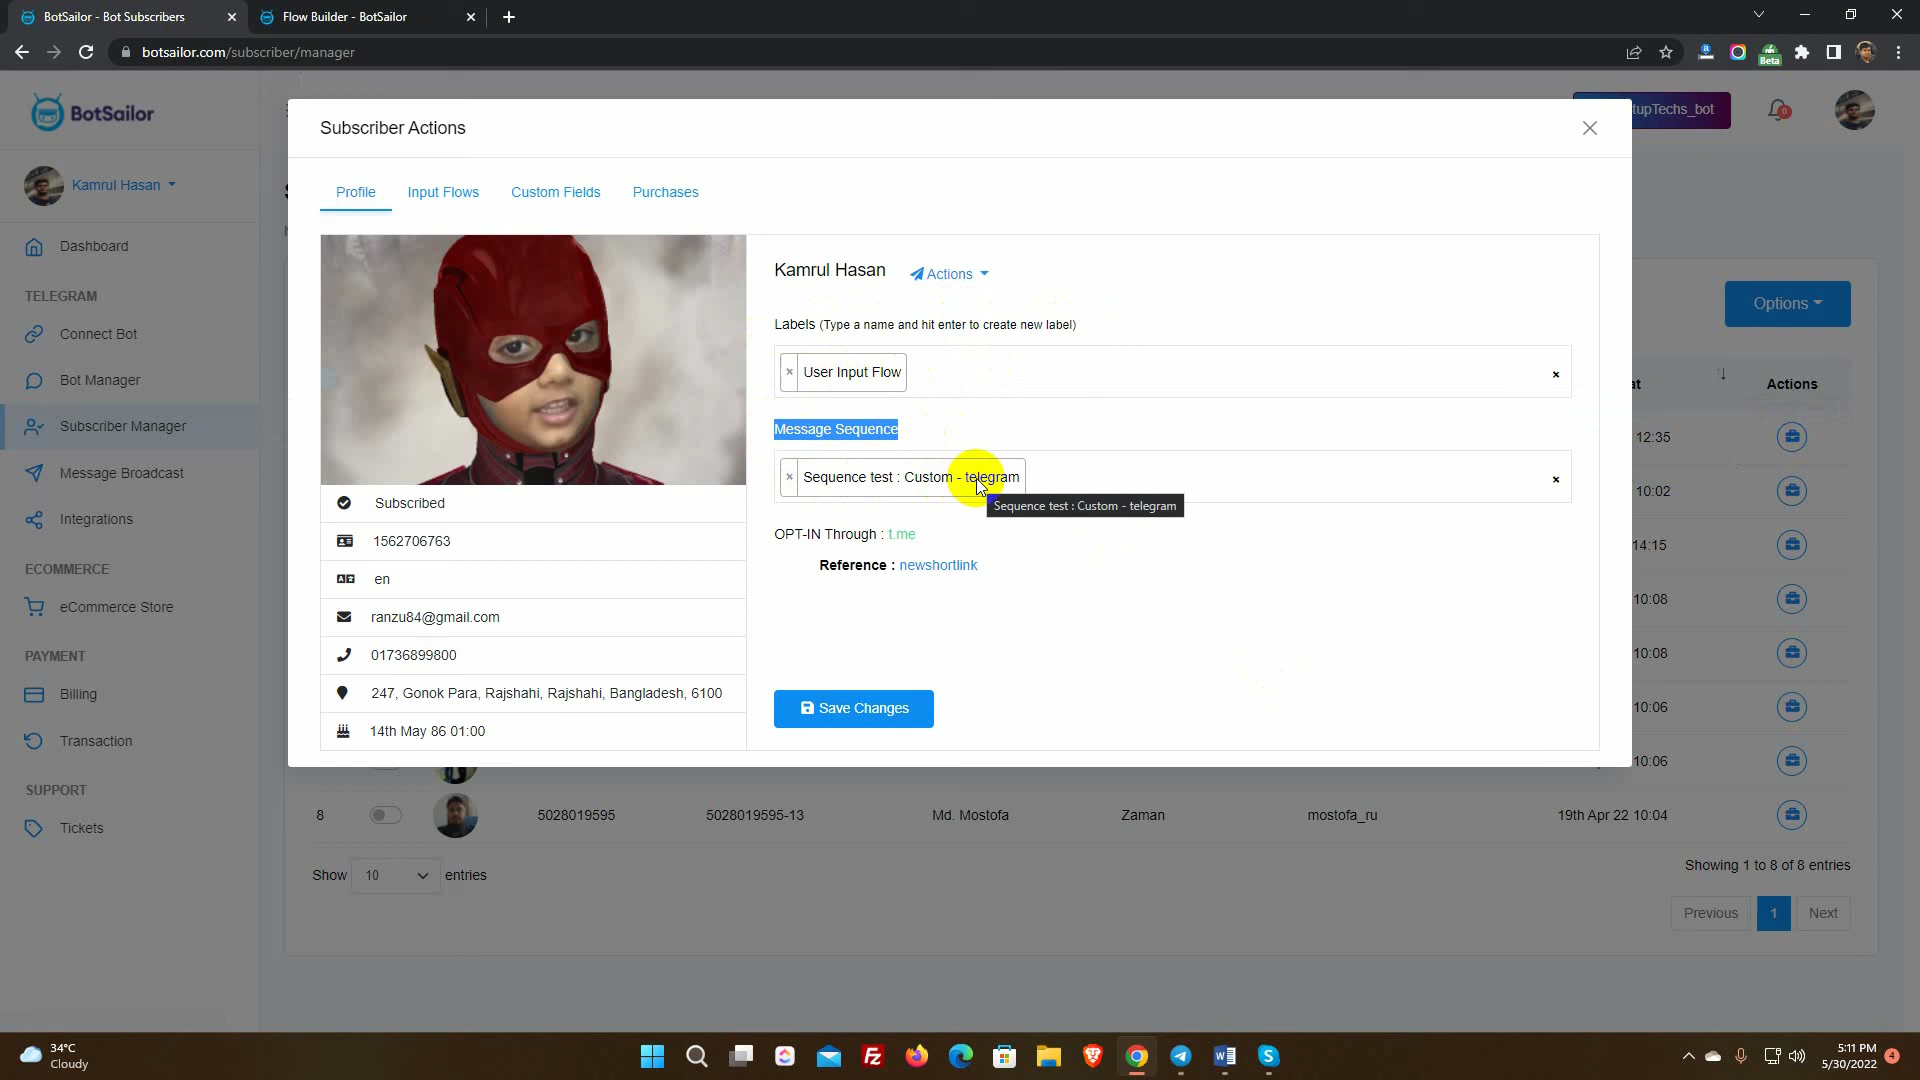 BotSailor - Bot Subscribers
Flow Builder - BotSailor
botsailor.com/subscriber/manager
Beta
BotSailor
Kamrul Hasan
Dashboard
TELEGRAM
Connect Bot
Bot Manager
Subscriber Manager
Message Broadcast
Integrations
ECOMMERCE
eCommerce Store
PAYMENT
Billing
Transaction
SUPPORT
Tickets
tupTechs_bot
0
Subscriber Actions
Profile
Input Flows
Custom Fields
Purchases
Subscribed
1562706763
en
ranzu84@gmail.com
01736899800
247, Gonok Para, Rajshahi, Rajshahi, Bangladesh, 6100
14th May 86 01:00
Kamrul Hasan
Actions
Labels (Type a name and hit enter to create new label)
× User Input Flow ×
Message Sequence
× Sequence test : Custom - telegram ×
Sequence test : Custom - telegram
OPT-IN Through : t.me
Reference : newshortlink
Save Changes
Options
at
Actions
12:35
10:02
14:15
10:08
10:08
10:06
10:06
8 5028019595 5028019595-13 Md. Mostofa Zaman mostofa_ru 19th Apr 22 10:04
Show 10 entries
Showing 1 to 8 of 8 entries
Previous 1 Next
34°C
Cloudy
5:11 PM
5/30/2022
4